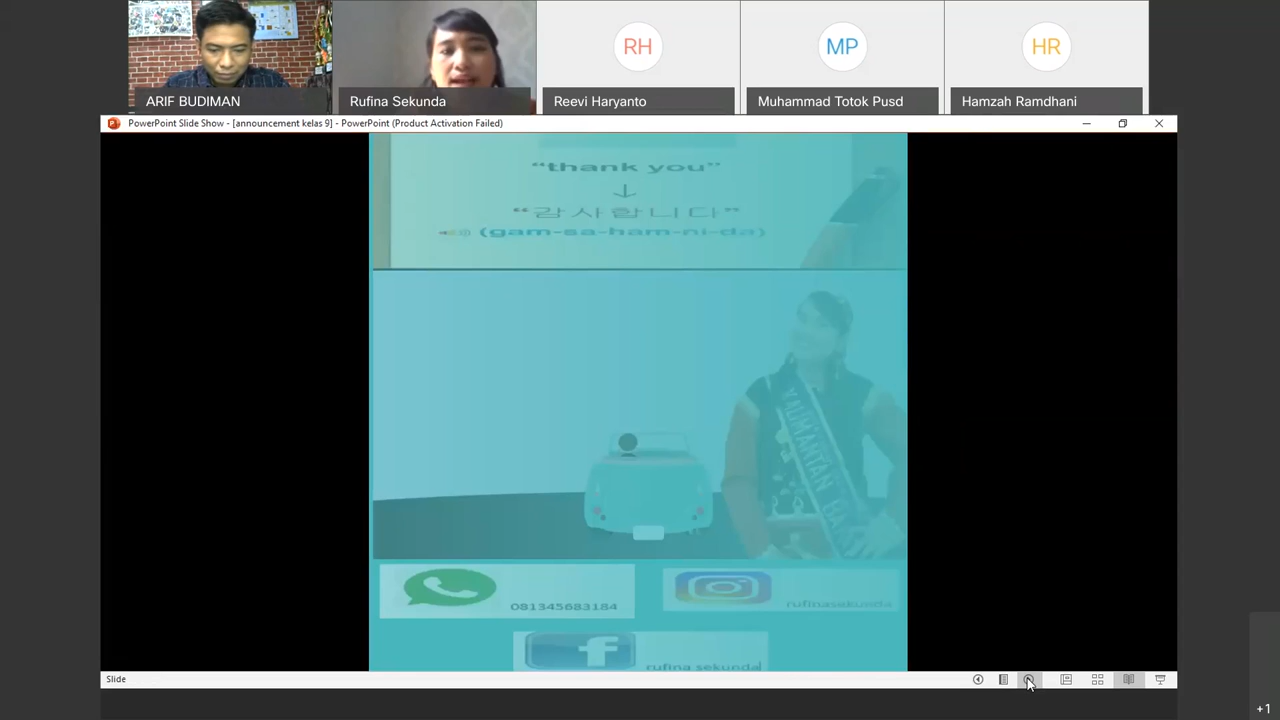 ARIF BUDIMAN
Rufina Sekunda
RH
Reevi Haryanto
MP
Muhammad Totok Pusd
HR
Hamzah Ramdhani
PowerPoint Slide Show - [announcement kelas 9] - PowerPoint (Product Activation Failed)
“thank you”
↓
“감사합니다”
(gam-sa-ham-ni-da)
KALIMANTAN BA
081345683184
rufinasekunda
rufina sekunda
Slide
+1